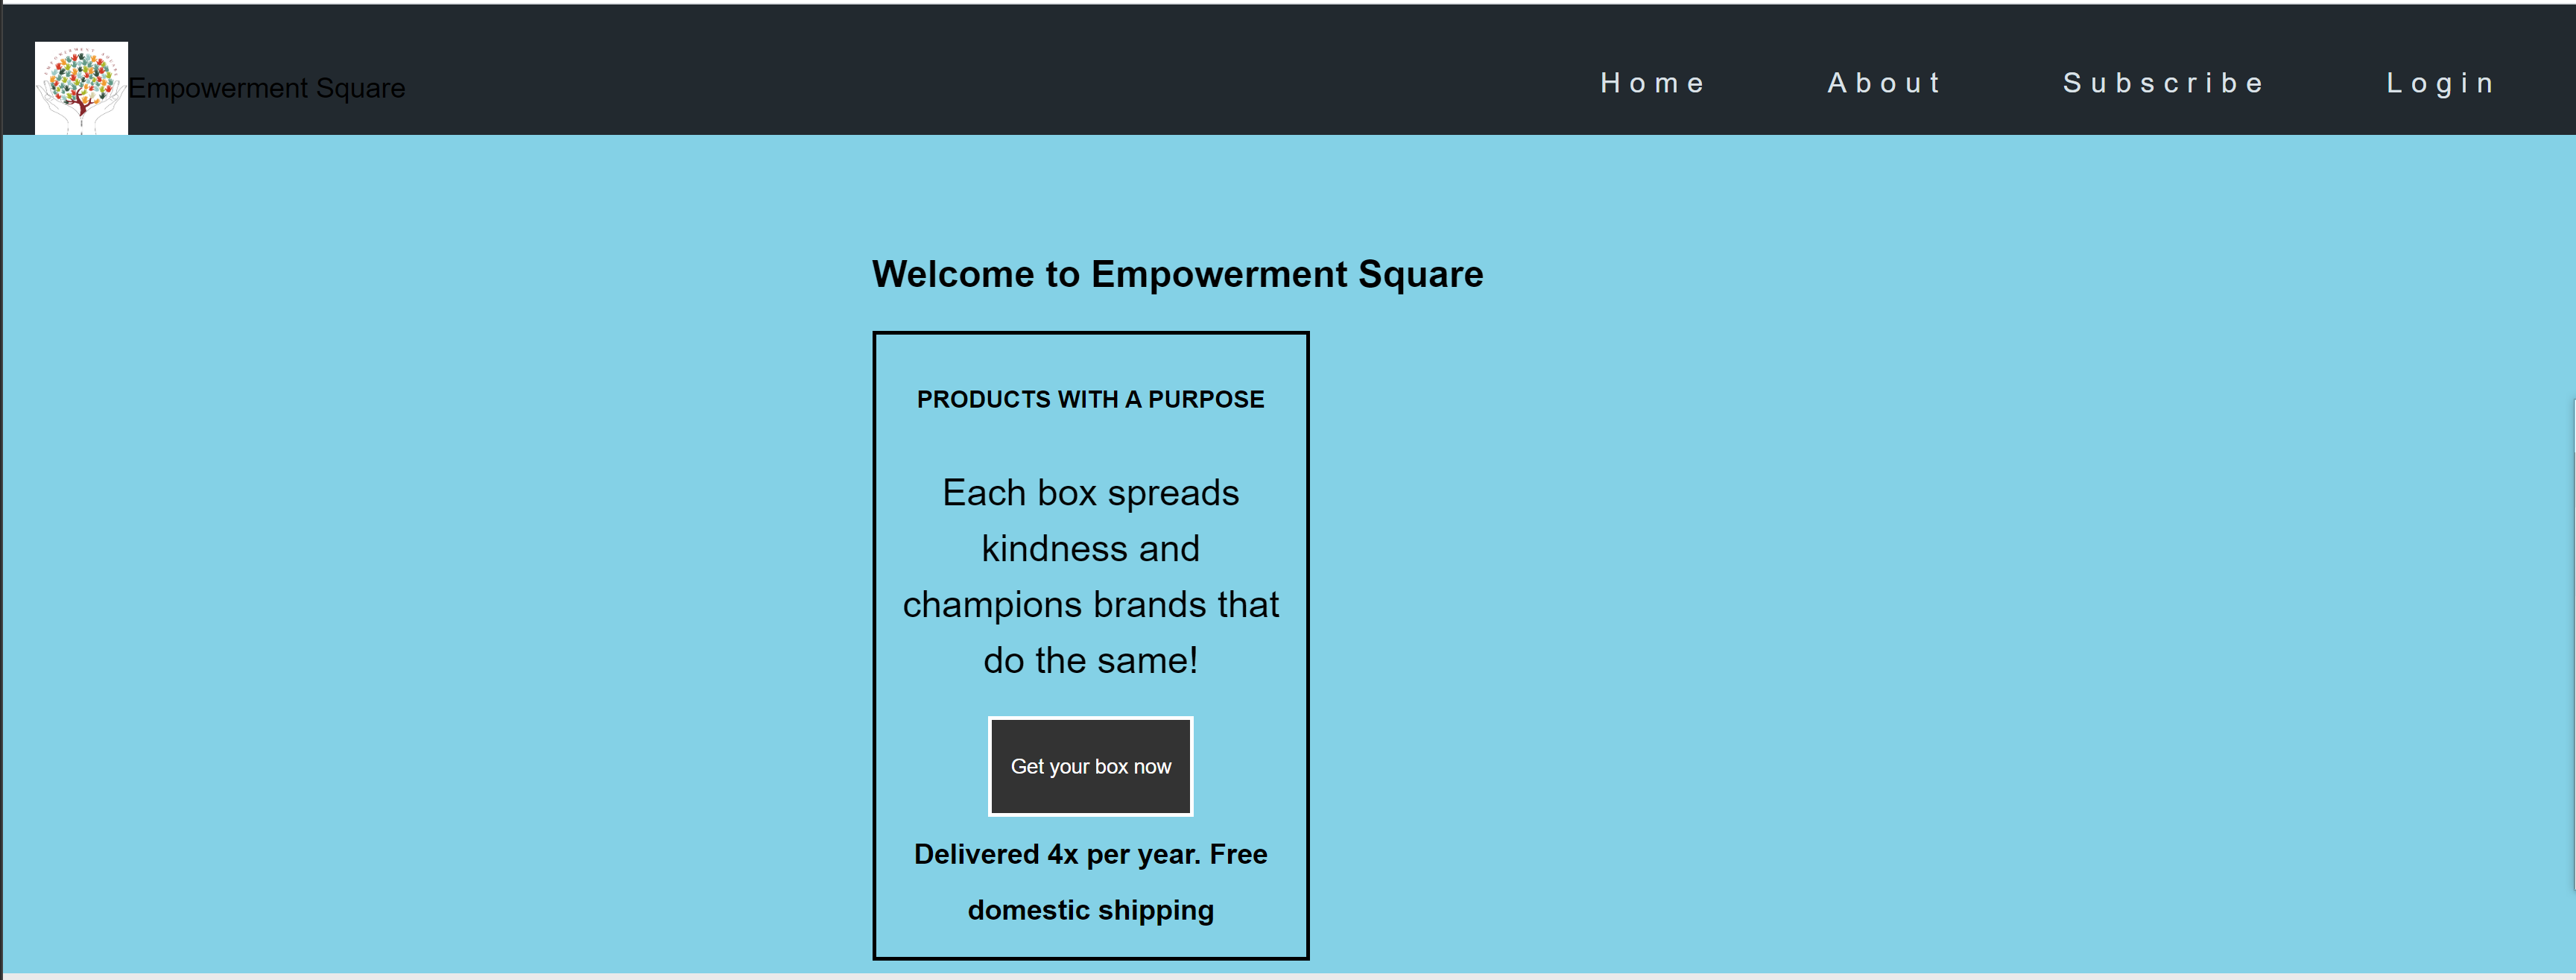 Empowerment Square
Home About Subscribe Login
Welcome to Empowerment Square
PRODUCTS WITH A PURPOSE
Each box spreads
kindness and
champions brands that
do the same!
Get your box now
Delivered 4x per year. Free
domestic shipping